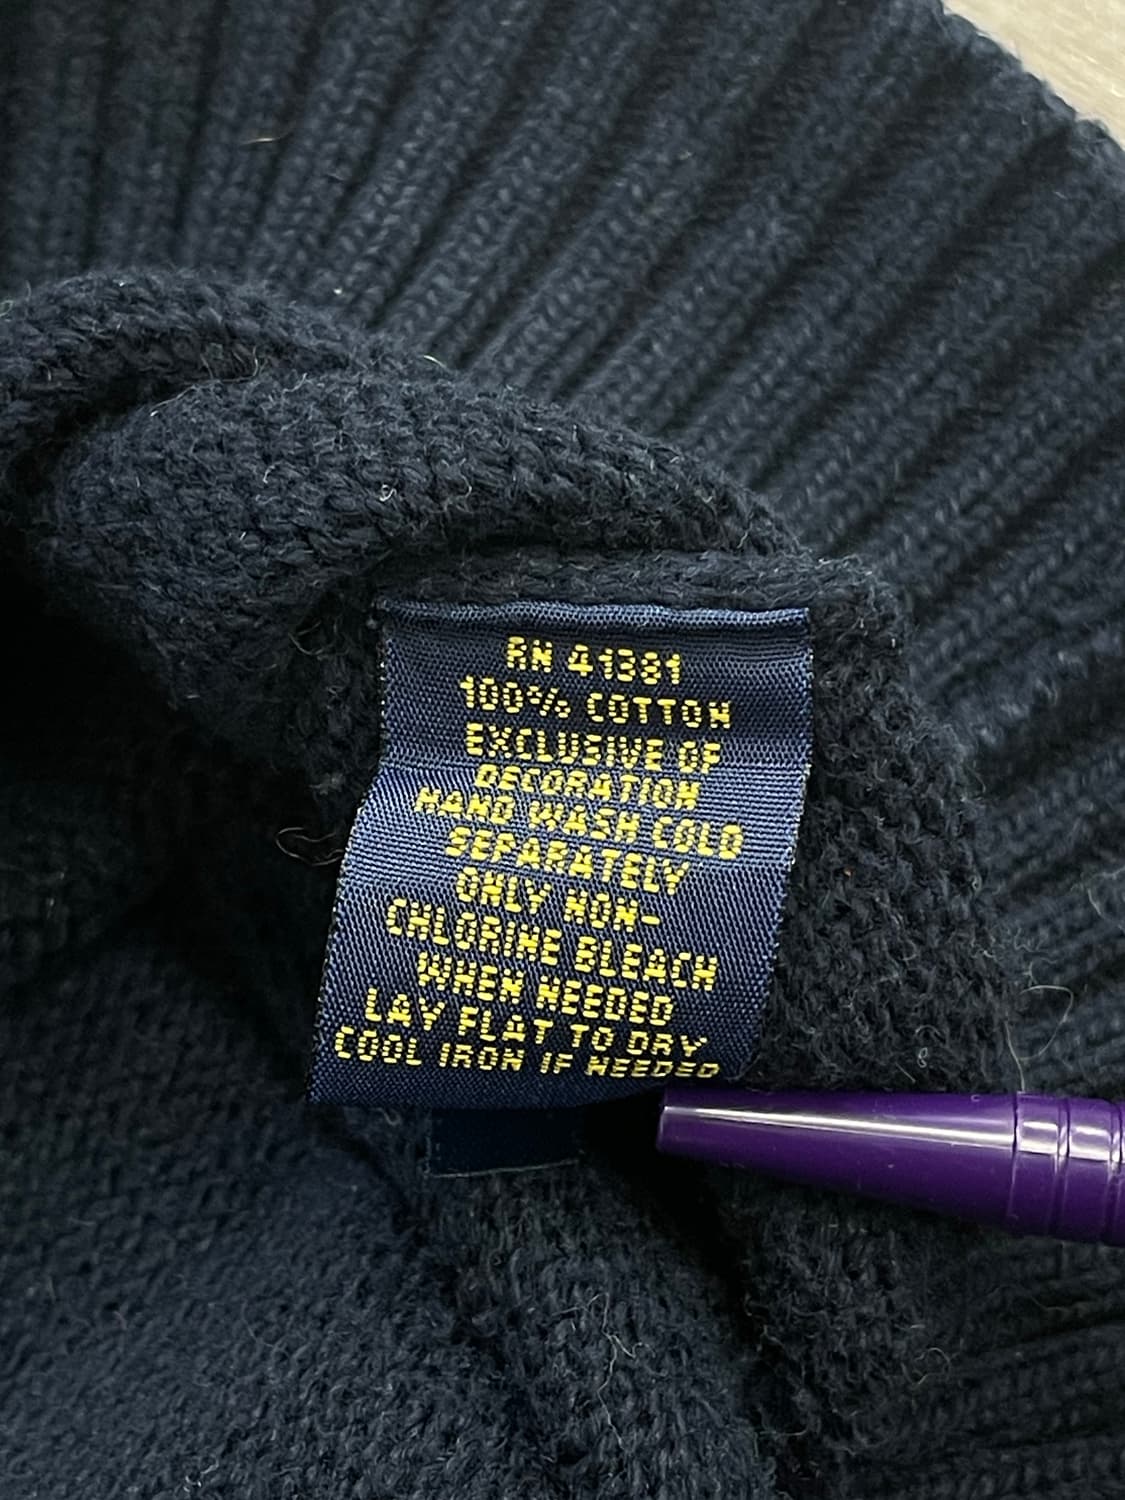 RN 41381
100% COTTON
EXCLUSIVE OF
DECORATION
HAND WASH COLD
SEPARATELY
ONLY NON-
CHLORINE BLEACH
WHEN NEEDED
LAY FLAT TO DRY
COOL IRON IF NEEDED